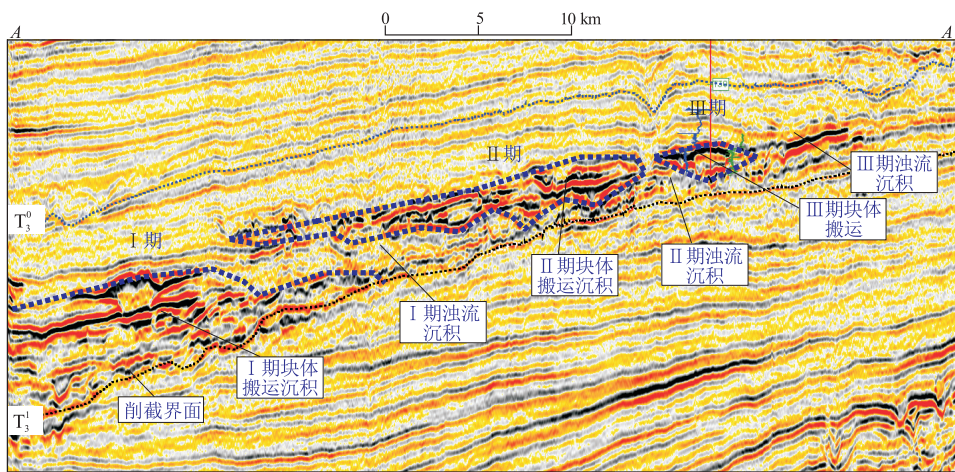 0 5 10 km
A A
Ⅲ期
Ⅱ期
Ⅲ期浊流
沉积
T₃⁰
Ⅰ期
Ⅲ期块体
搬运
Ⅱ期块体
搬运沉积
Ⅱ期浊流
沉积
Ⅰ期浊流
沉积
Ⅰ期块体
搬运沉积
削截界面
T₃¹